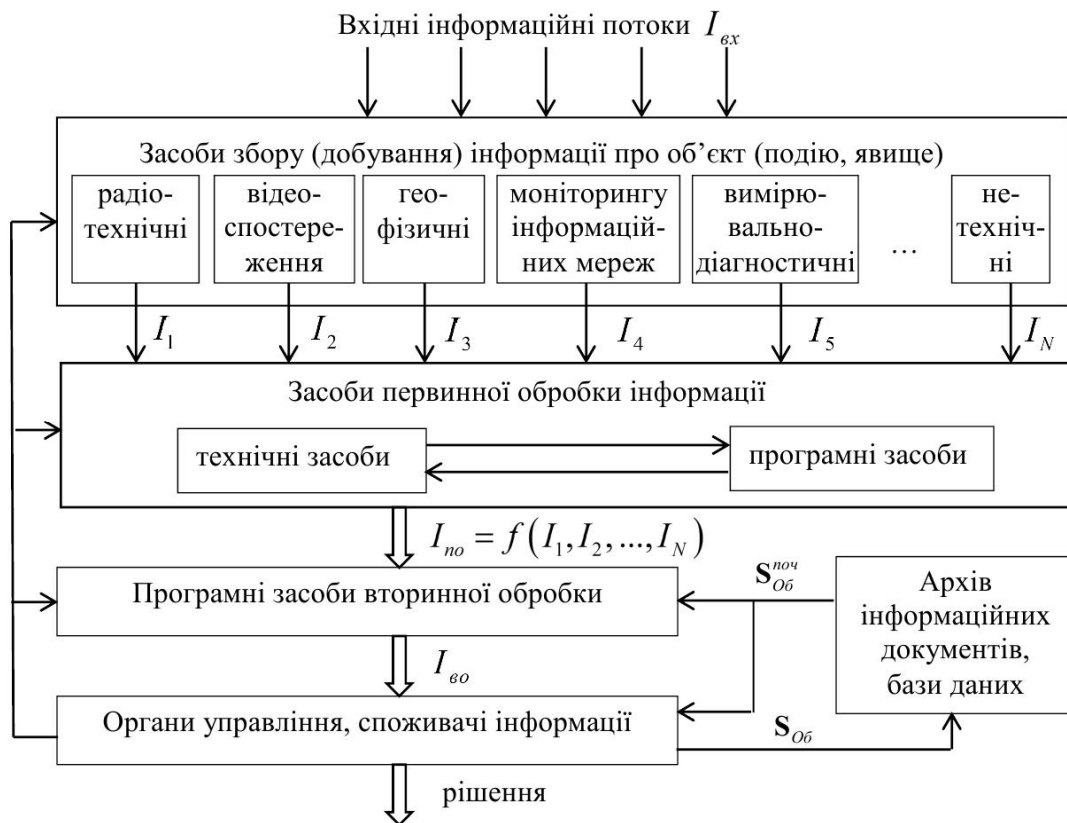 Вхідні інформаційні потоки I_вх
Засоби збору (добування) інформації про об’єкт (подію, явище)
радіо-
технічні
відео-
спостере-
ження
гео-
фізичні
моніторингу
інформацій-
них мереж
вимірю-
вально-
діагностичні
…
не-
техніч-
ні
I_1
I_2
I_3
I_4
I_5
I_N
Засоби первинної обробки інформації
технічні засоби
програмні засоби
I_по = f(I_1, I_2, ..., I_N)
Програмні засоби вторинної обробки
S_Об^поч
Архів
інформаційних
документів,
бази даних
I_во
Органи управління, споживачі інформації
S_Об
рішення